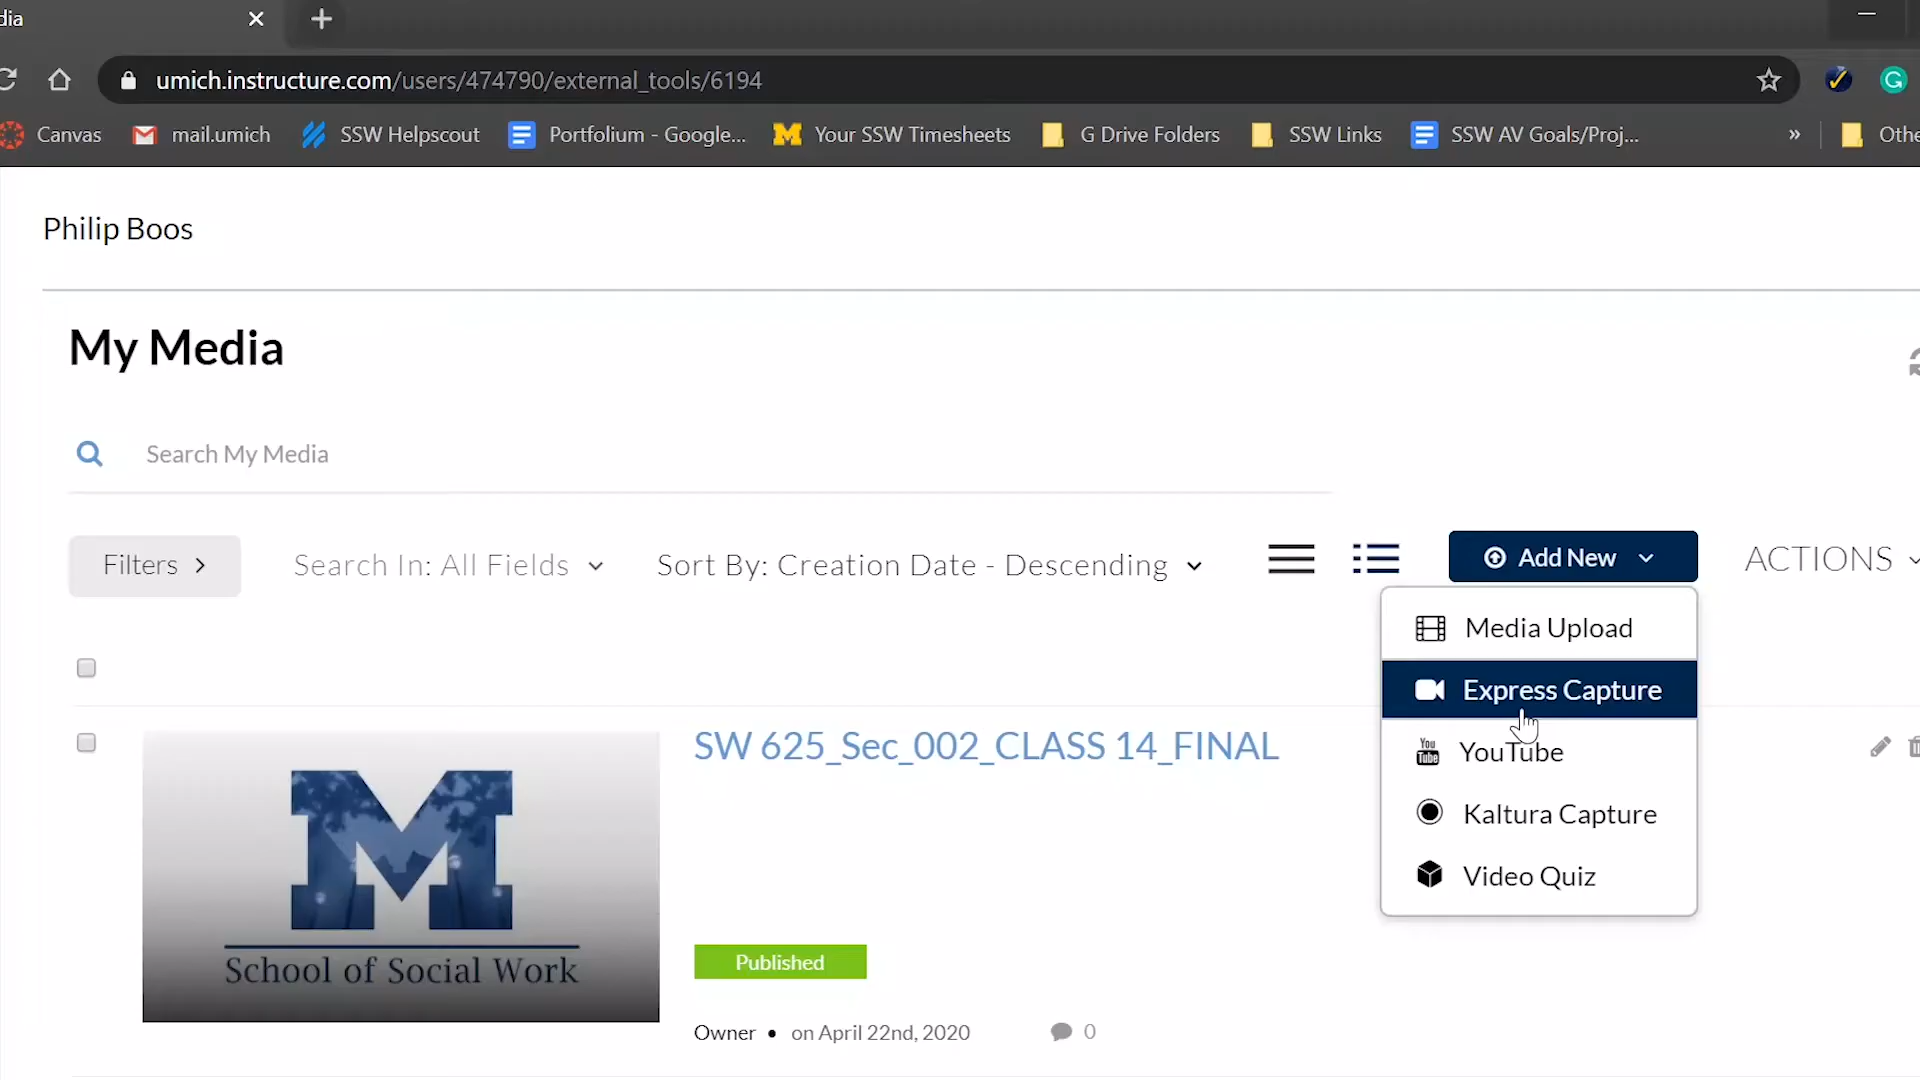 dia
umich.instructure.com/users/474790/external_tools/6194
Canvas mail.umich SSW Helpscout Portfolium - Google... Your SSW Timesheets G Drive Folders SSW Links SSW AV Goals/Proj... » Othe
Philip Boos
My Media
Search My Media
Filters Search In: All Fields Sort By: Creation Date - Descending Add New ACTIONS
Media Upload
Express Capture
YouTube
Kaltura Capture
Video Quiz
SW 625_Sec_002_CLASS 14_FINAL
M
School of Social Work
Published
Owner • on April 22nd, 2020 0